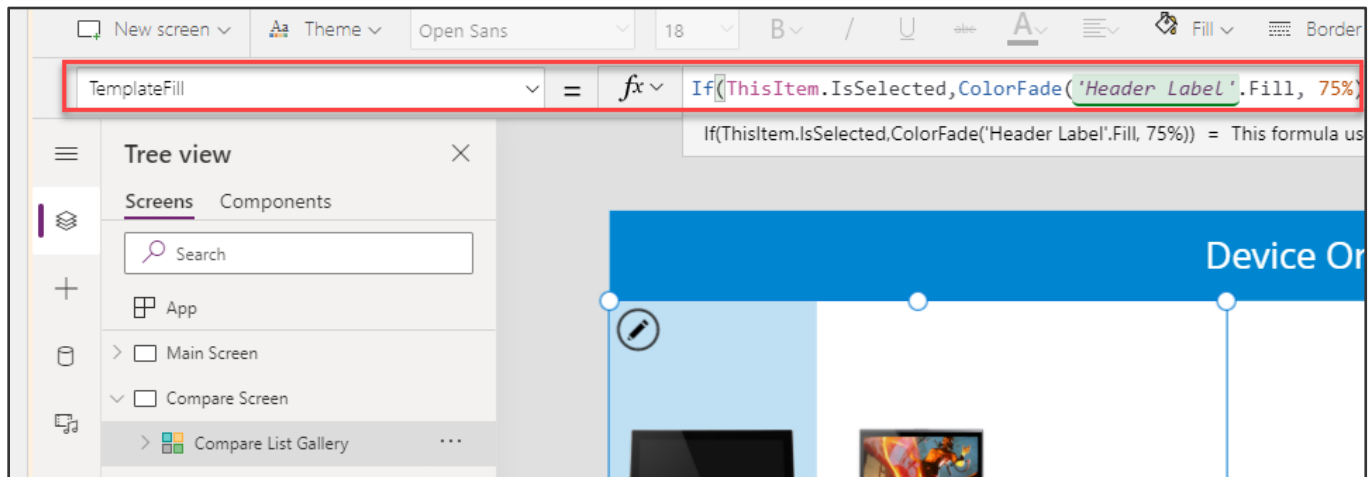 New screen Theme Open Sans 18 B / U abc A Fill Border
TemplateFill = fx If(ThisItem.IsSelected,ColorFade('Header Label'.Fill, 75%)
If(ThisItem.IsSelected,ColorFade('Header Label'.Fill, 75%)) = This formula us
Tree view
Screens Components
Search
App
Main Screen
Compare Screen
Compare List Gallery ...
Device Or